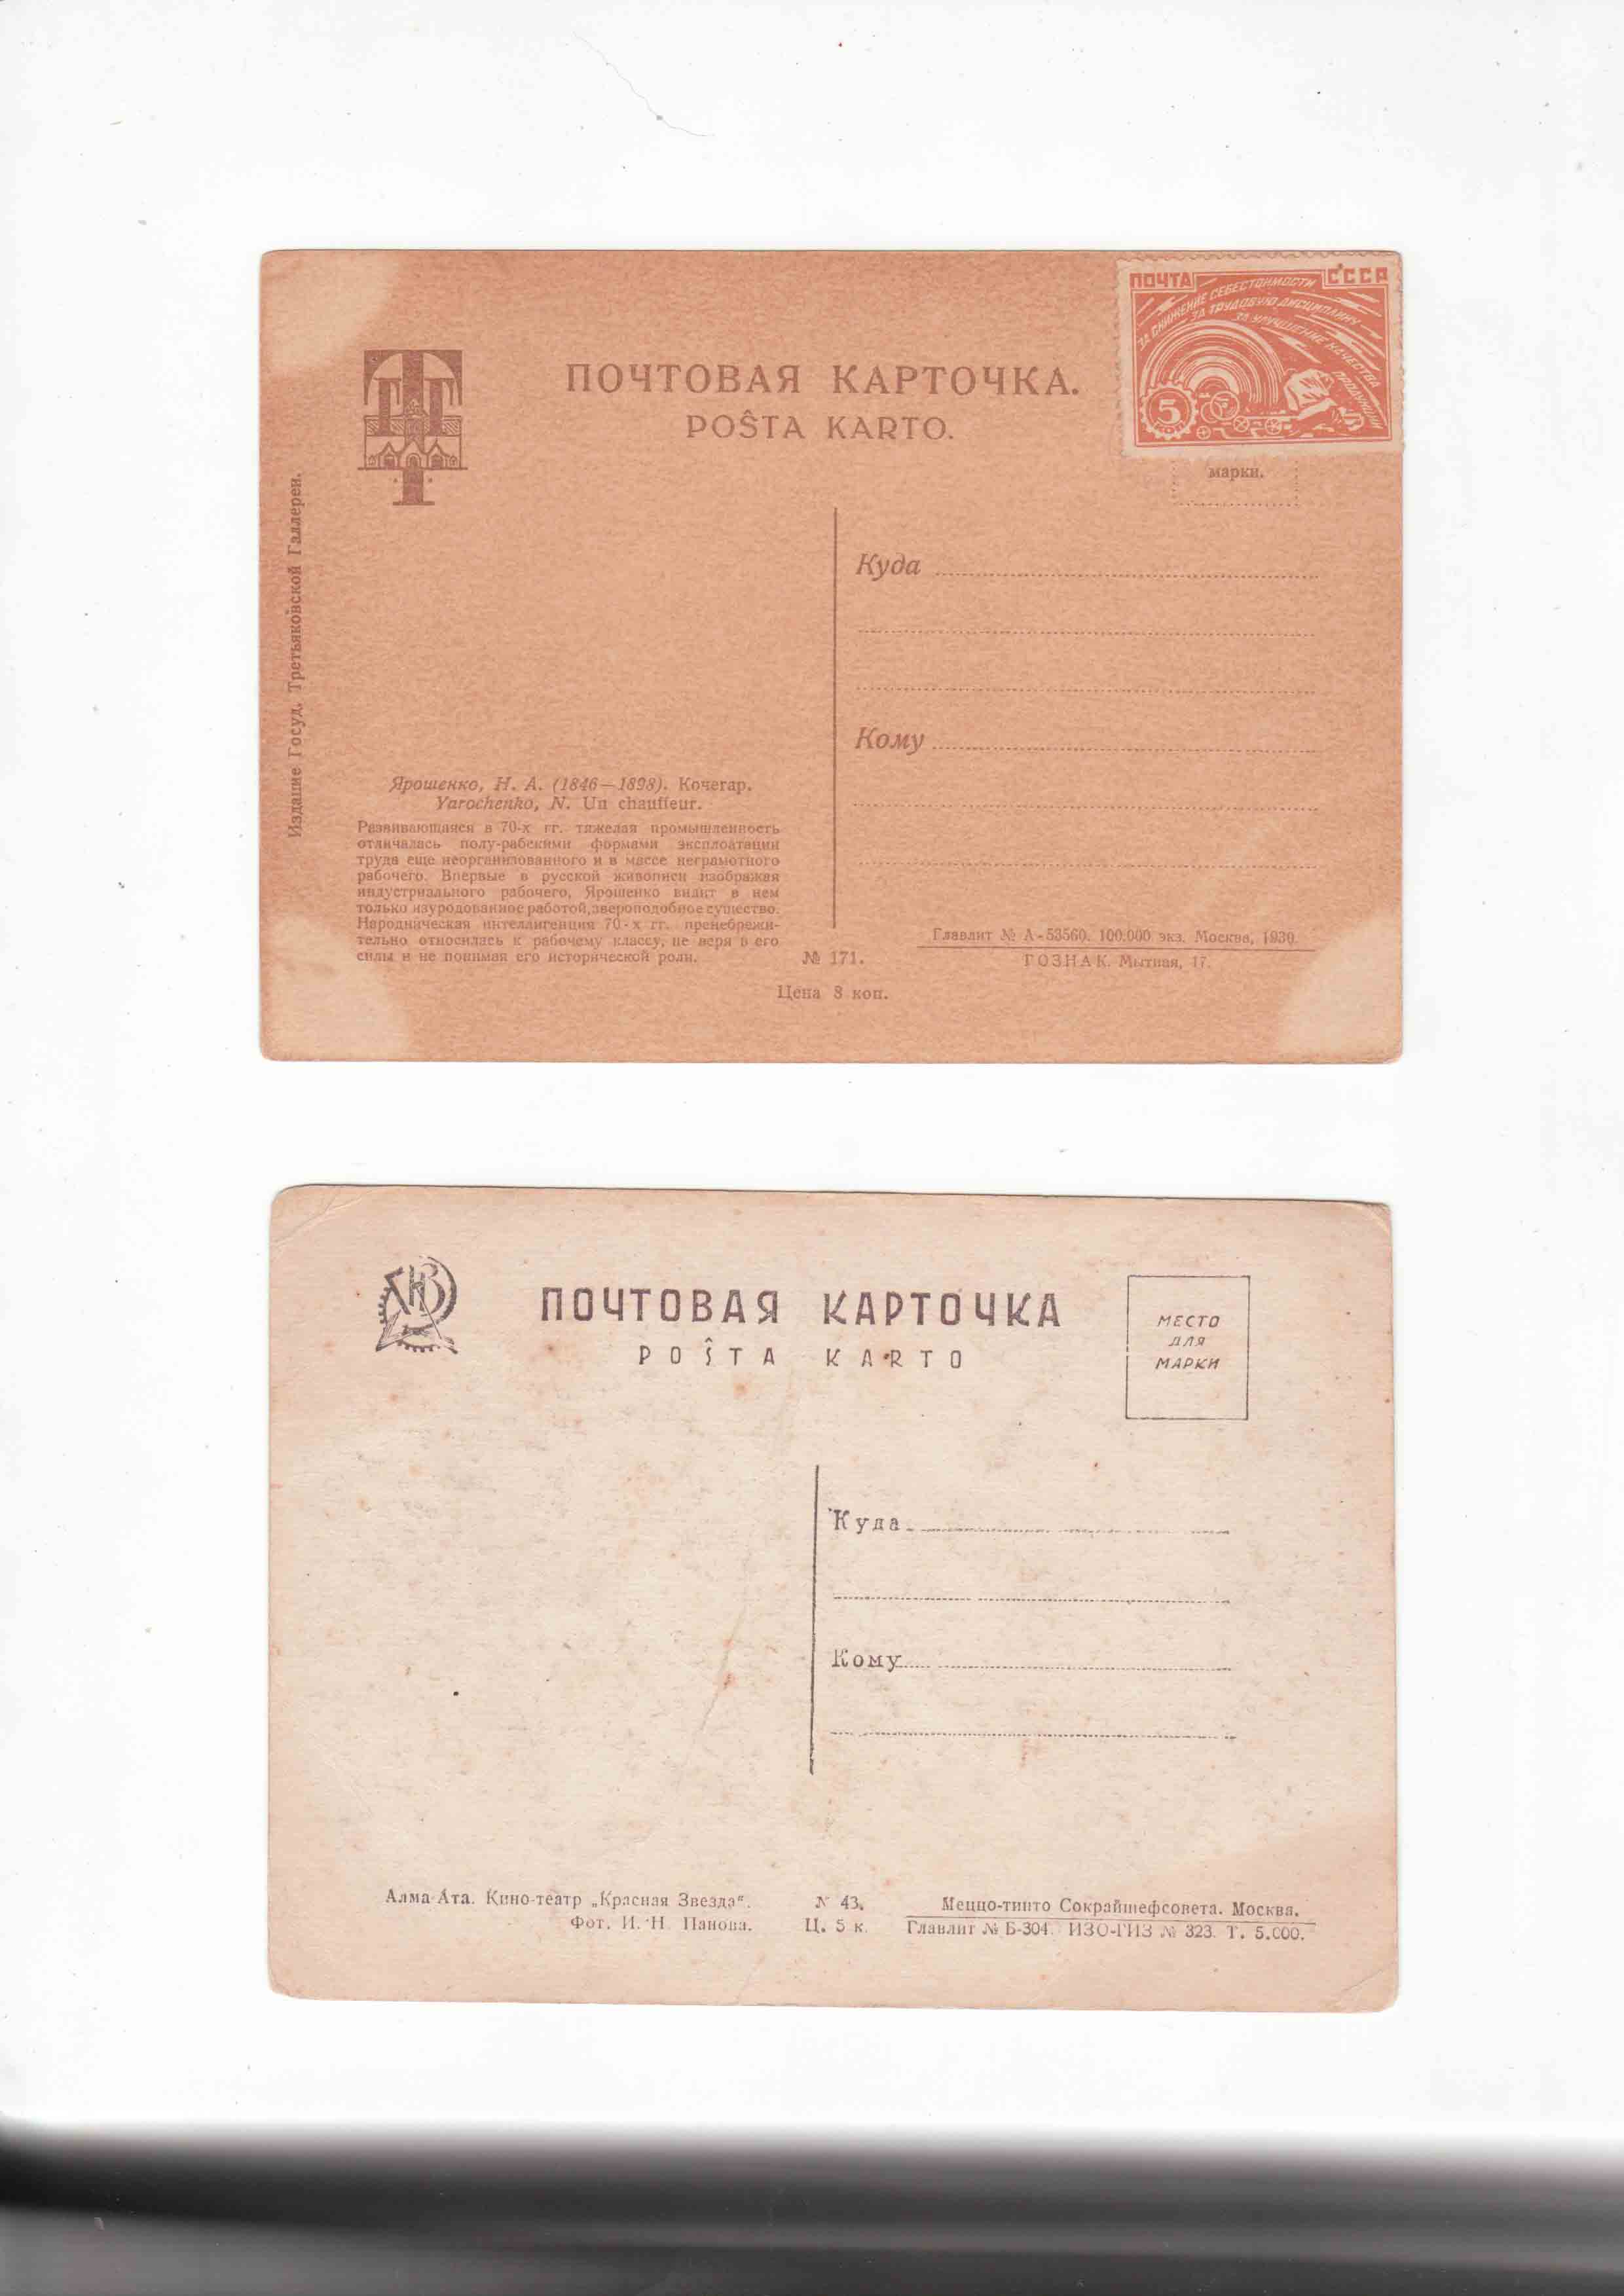 ПОЧТА СССР
ЗА СНИЖЕНИЕ СЕБЕСТОИМОСТИ
ЗА ТРУДОВУЮ ДИСЦИПЛИНУ
ЗА УЛУЧШЕНИЕ КАЧЕСТВА ПРОДУКЦИИ
5 КОП
ГТГ
ПОЧТОВАЯ КАРТОЧКА.
POŜTA KARTO.
марки.
Издание Госуд. Третьяковской Галлереи.
Куда
Кому
Ярошенко, Н. А. (1846—1898). Кочегар.
Yarochenko, N. Un chauffeur.
Развивающаяся в 70-х гг. тяжелая промышленность
отличалась полу-рабскими формами эксплоатации
труда еще неорганизованного и в массе неграмотного
рабочего. Впервые в русской живописи изображая
индустриального рабочего, Ярошенко видит в нем
только изуродованное работой, звероподобное существо.
Народническая интеллигенция 70-х гг. пренебрежи-
тельно относилась к рабочему классу, не веря в его
силы и не понимая его исторической роли.
№ 171.
Цена 8 коп.
Главлит № А-53560. 100.000 экз. Москва, 1930.
ГОЗНАК. Мытная, 17.
ПОЧТОВАЯ КАРТОЧКА
POŜTA KARTO
МЕСТО
ДЛЯ
МАРКИ
Куда
Кому
Алма-Ата. Кино-театр „Красная Звезда".
Фот. И. Н. Панова.
№ 43.
Ц. 5 к.
Меццо-тинто Сокрайшефсовета. Москва.
Главлит № Б-304. ИЗО-ГИЗ № 323. Т. 5.000.